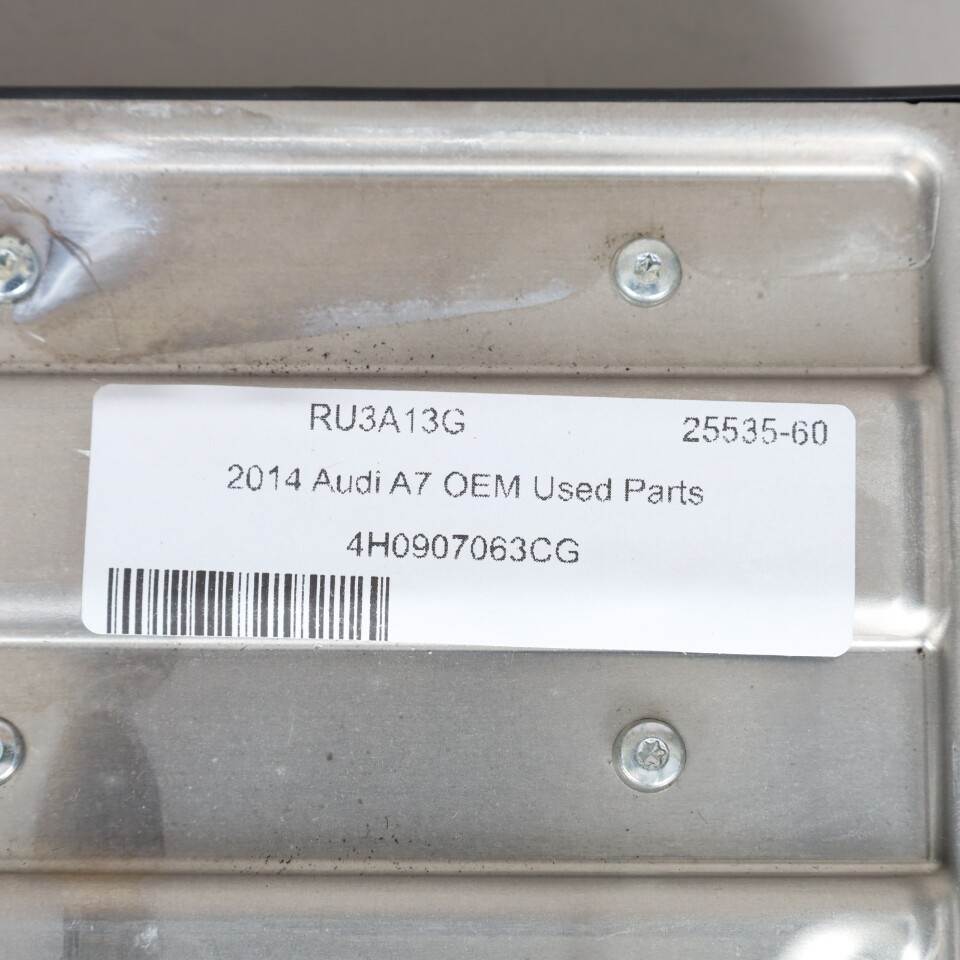 RU3A13G 25535-60
2014 Audi A7 OEM Used Parts
4H0907063CG